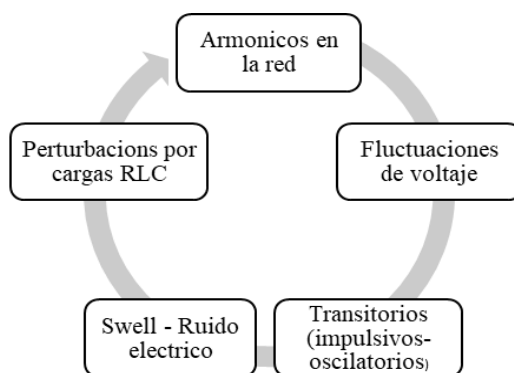 Armonicos en
la red
Fluctuaciones
de voltaje
Transitorios
(impulsivos-
oscilatorios)
Swell - Ruido
electrico
Perturbacions por
cargas RLC